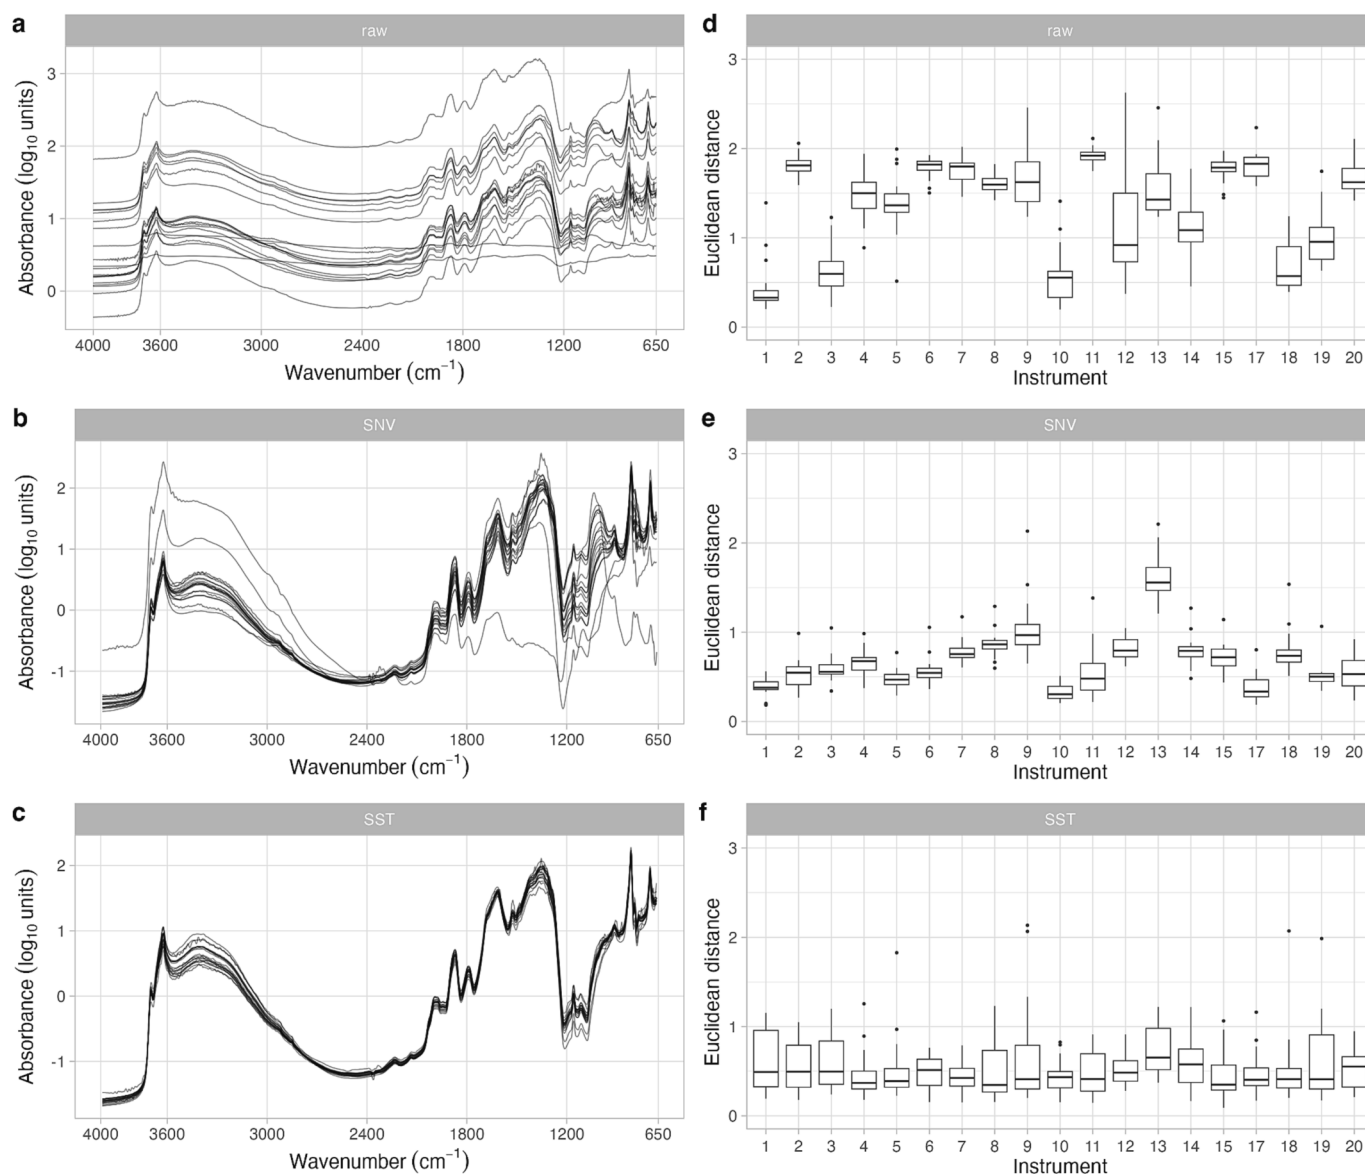 a
raw
Absorbance (log10 units)
3
2
1
0
4000 3600 3000 2400 1800 1200 650
Wavenumber (cm−1)
d
raw
Euclidean distance
3
2
1
0
1 2 3 4 5 6 7 8 9 10 11 12 13 14 15 17 18 19 20
Instrument
b
SNV
Absorbance (log10 units)
2
1
0
-1
4000 3600 3000 2400 1800 1200 650
Wavenumber (cm−1)
e
SNV
Euclidean distance
3
2
1
0
1 2 3 4 5 6 7 8 9 10 11 12 13 14 15 17 18 19 20
Instrument
c
SST
Absorbance (log10 units)
2
1
0
-1
4000 3600 3000 2400 1800 1200 650
Wavenumber (cm−1)
f
SST
Euclidean distance
3
2
1
0
1 2 3 4 5 6 7 8 9 10 11 12 13 14 15 17 18 19 20
Instrument